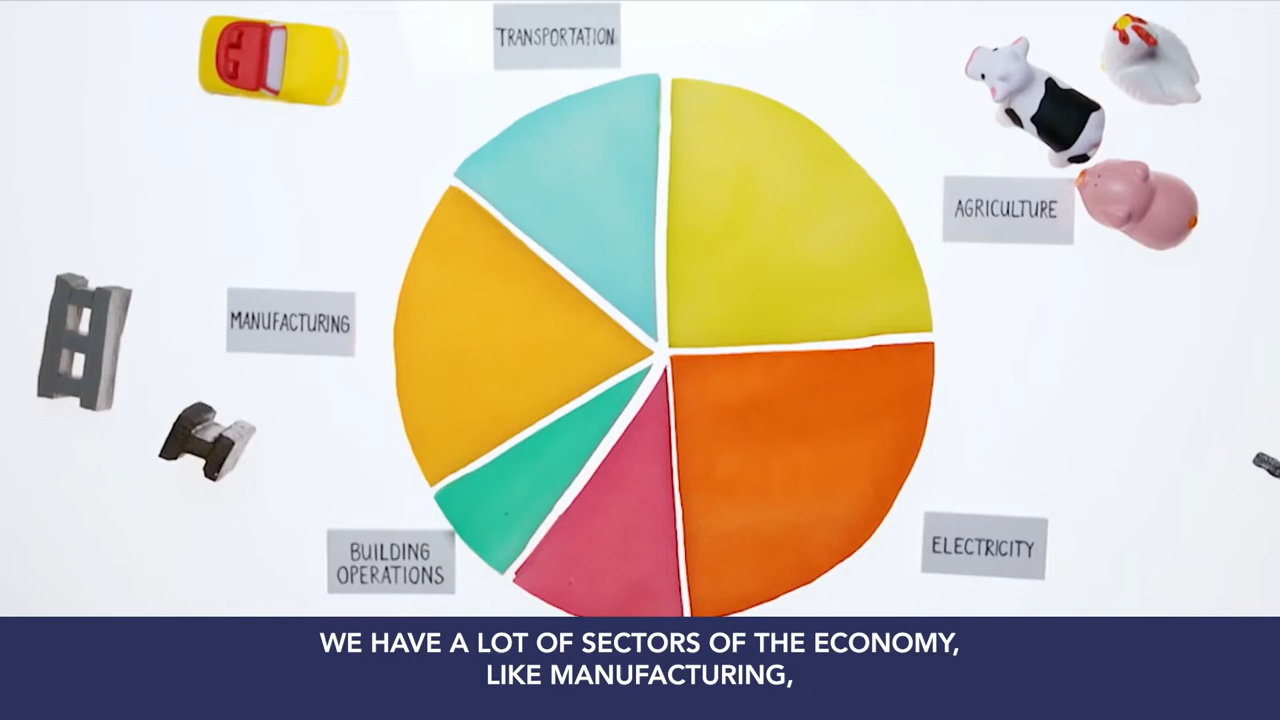 TRANSPORTATION
AGRICULTURE
MANUFACTURING
ELECTRICITY
BUILDING
OPERATIONS
WE HAVE A LOT OF SECTORS OF THE ECONOMY,
LIKE MANUFACTURING,